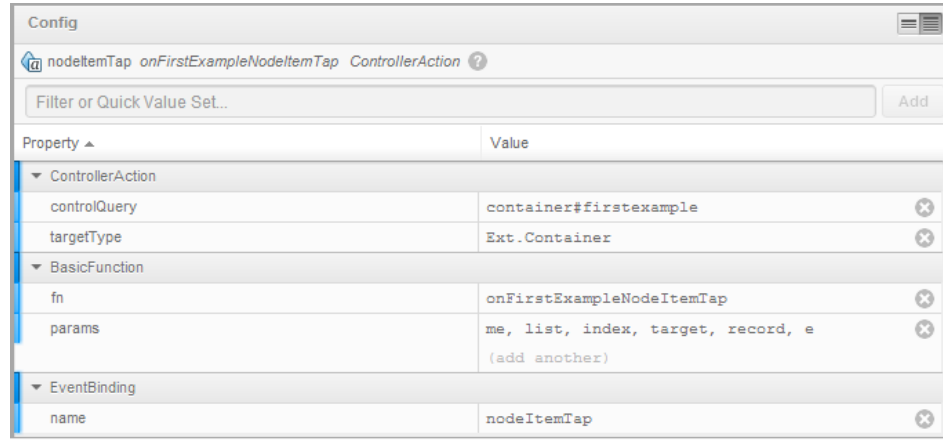 Config
nodeItemTap onFirstExampleNodeItemTap ControllerAction ?
Filter or Quick Value Set... Add
Property Value
ControllerAction
controlQuery container#firstexample
targetType Ext.Container
BasicFunction
fn onFirstExampleNodeItemTap
params me, list, index, target, record, e
(add another)
EventBinding
name nodeItemTap